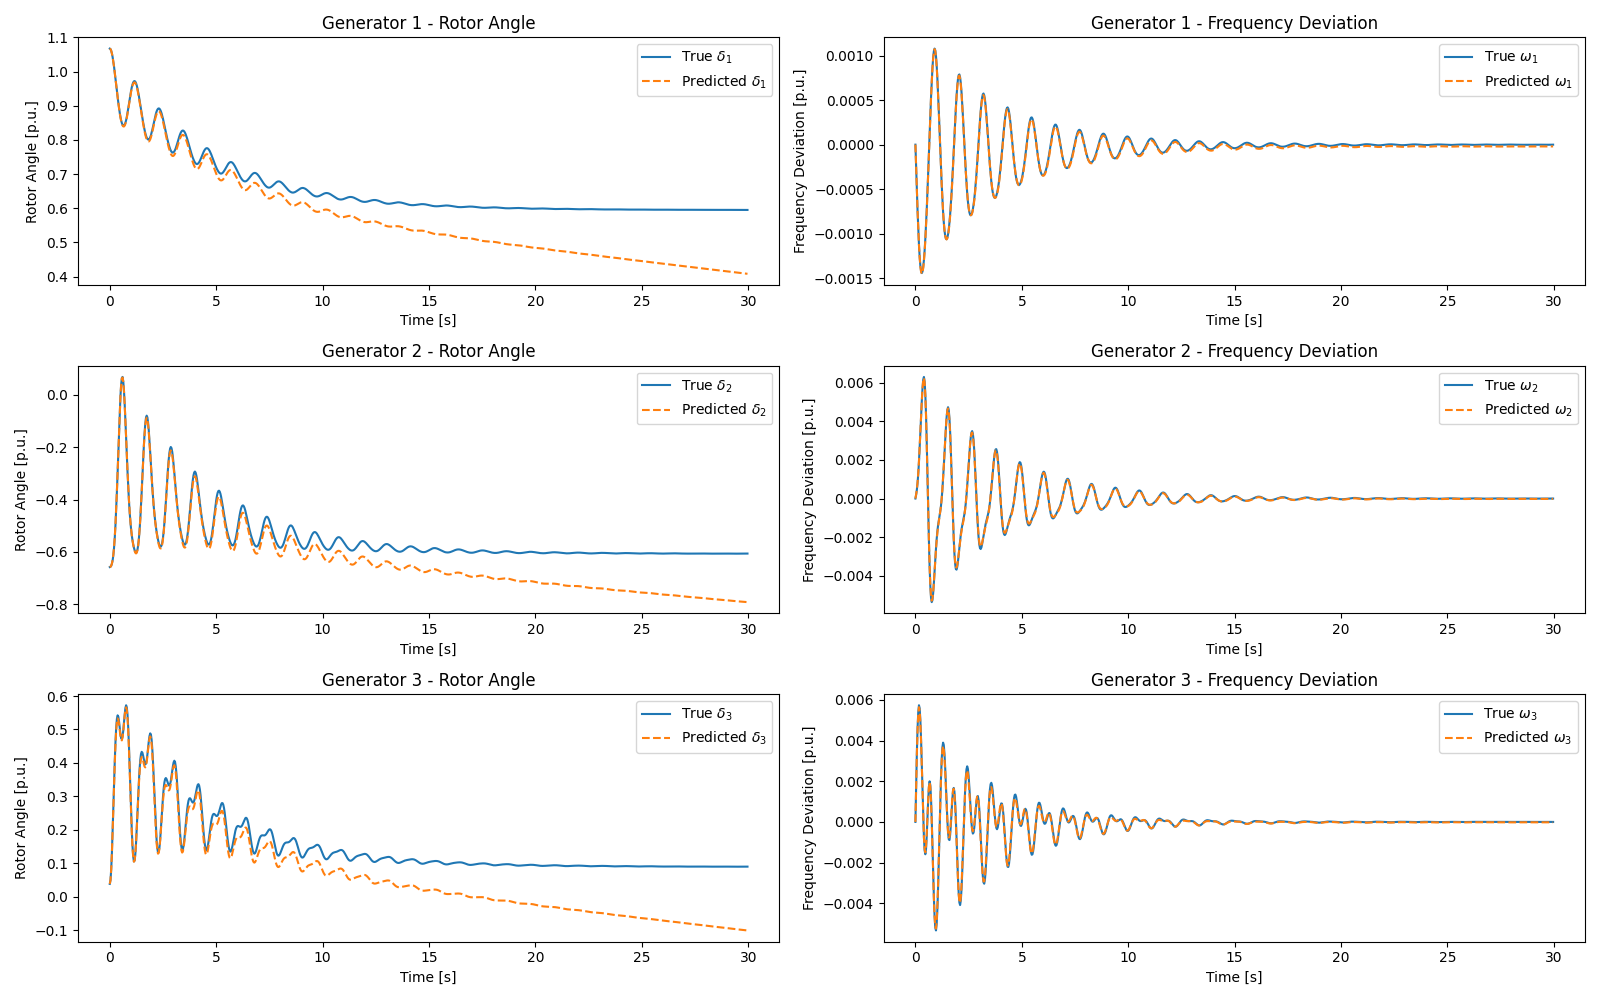 Generator 1 - Rotor Angle
Rotor Angle [p.u.]
1.1
1.0
0.9
0.8
0.7
0.6
0.5
0.4
True δ₁
Predicted δ₁
0 5 10 15 20 25 30
Time [s]
Generator 1 - Frequency Deviation
Frequency Deviation [p.u.]
0.0010
0.0005
0.0000
−0.0005
−0.0010
−0.0015
True ω₁
Predicted ω₁
0 5 10 15 20 25 30
Time [s]
Generator 2 - Rotor Angle
Rotor Angle [p.u.]
0.0
−0.2
−0.4
−0.6
−0.8
True δ₂
Predicted δ₂
0 5 10 15 20 25 30
Time [s]
Generator 2 - Frequency Deviation
Frequency Deviation [p.u.]
0.006
0.004
0.002
0.000
−0.002
−0.004
True ω₂
Predicted ω₂
0 5 10 15 20 25 30
Time [s]
Generator 3 - Rotor Angle
Rotor Angle [p.u.]
0.6
0.5
0.4
0.3
0.2
0.1
0.0
−0.1
True δ₃
Predicted δ₃
0 5 10 15 20 25 30
Time [s]
Generator 3 - Frequency Deviation
Frequency Deviation [p.u.]
0.006
0.004
0.002
0.000
−0.002
−0.004
True ω₃
Predicted ω₃
0 5 10 15 20 25 30
Time [s]